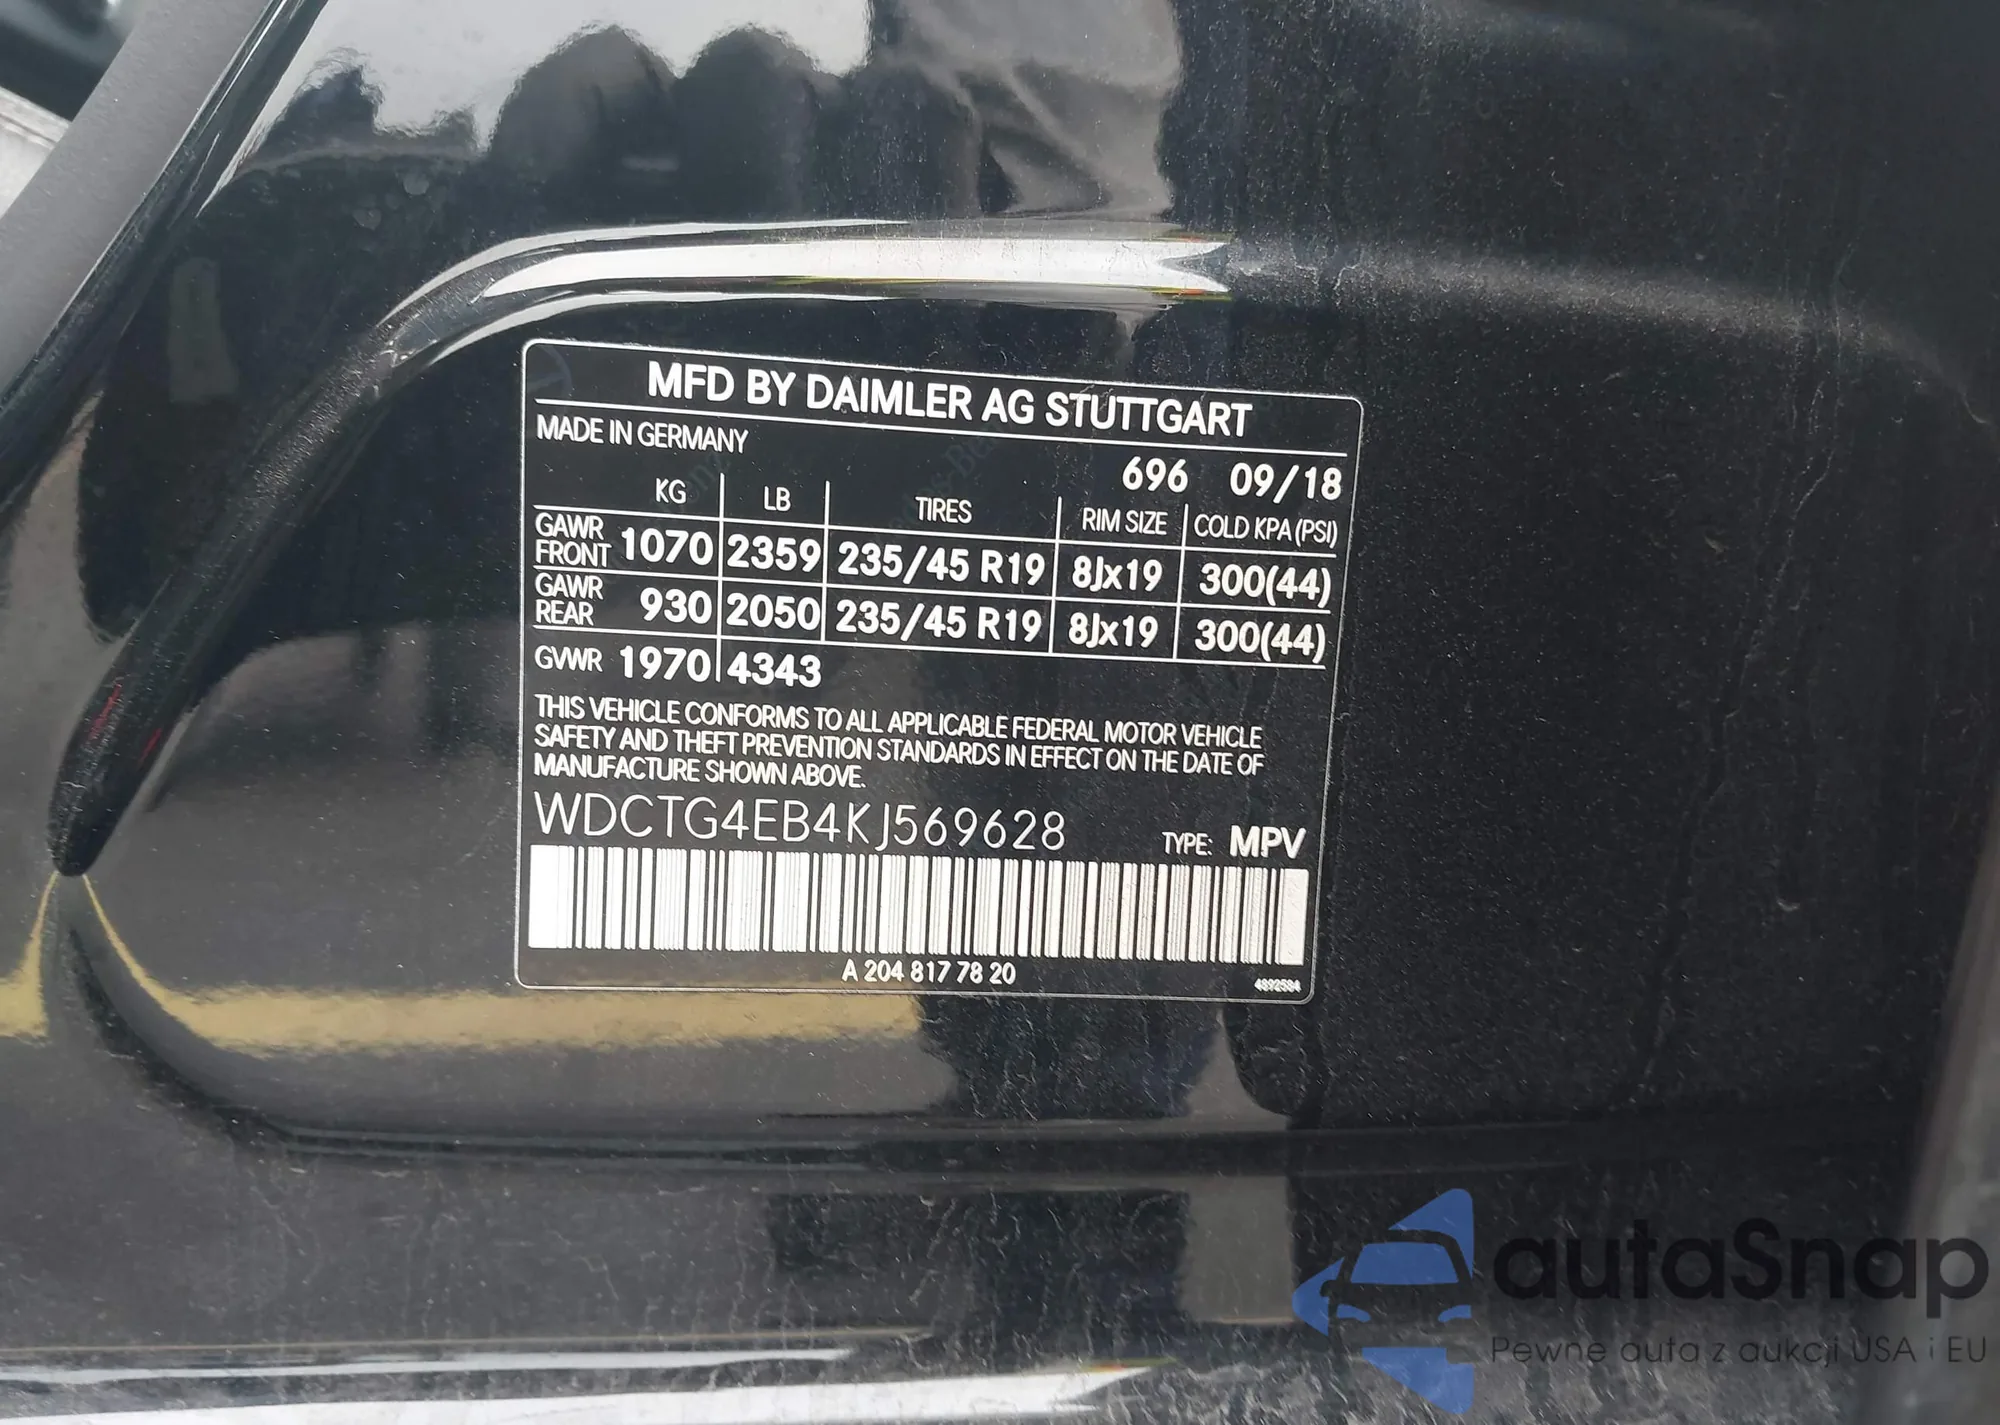 MFD BY DAIMLER AG STUTTGART
MADE IN GERMANY
696 09/18
KG LB TIRES RIM SIZE COLD KPA (PSI)
GAWR FRONT 1070 2359 235/45 R19 8Jx19 300(44)
GAWR REAR 930 2050 235/45 R19 8Jx19 300(44)
GVWR 1970 4343
THIS VEHICLE CONFORMS TO ALL APPLICABLE FEDERAL MOTOR VEHICLE
SAFETY AND THEFT PREVENTION STANDARDS IN EFFECT ON THE DATE OF
MANUFACTURE SHOWN ABOVE.
WDCTG4EB4KJ569628 TYPE: MPV
A 204 817 78 20
4892584
autaSnap
Pewne auta z aukcji USA i EU